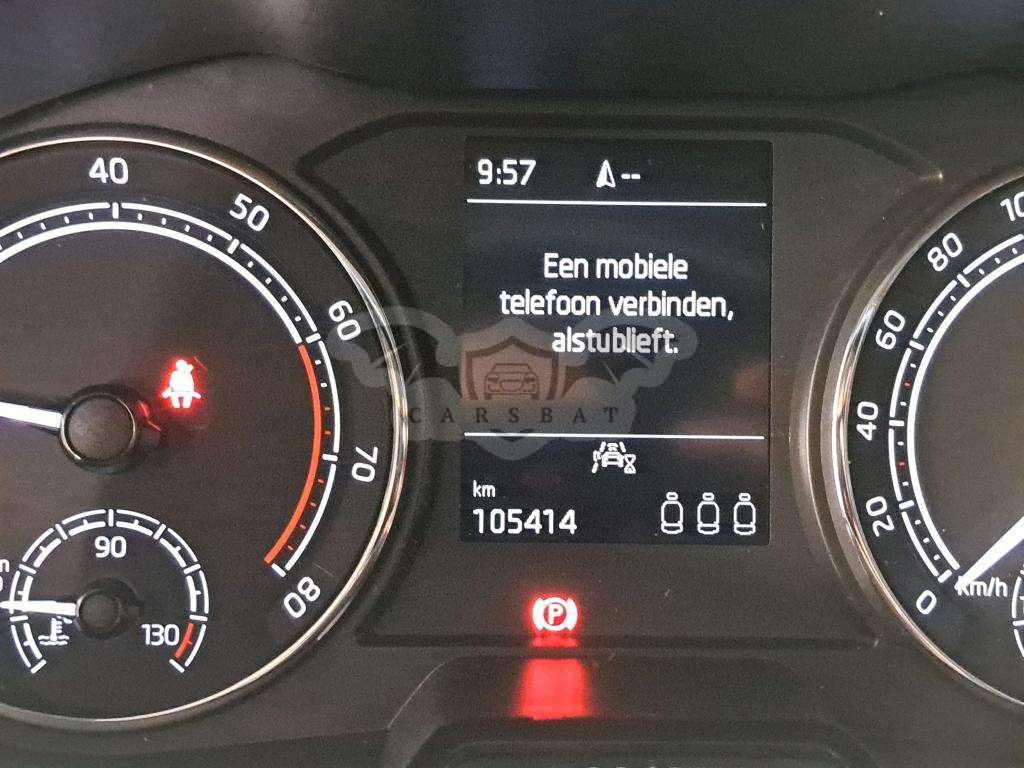 9:57 --
Een mobiele
telefoon verbinden,
alstublieft.
CARSBAT
km
105414
P
40
50
60
70
80
90
130
100
80
60
40
20
0
km/h